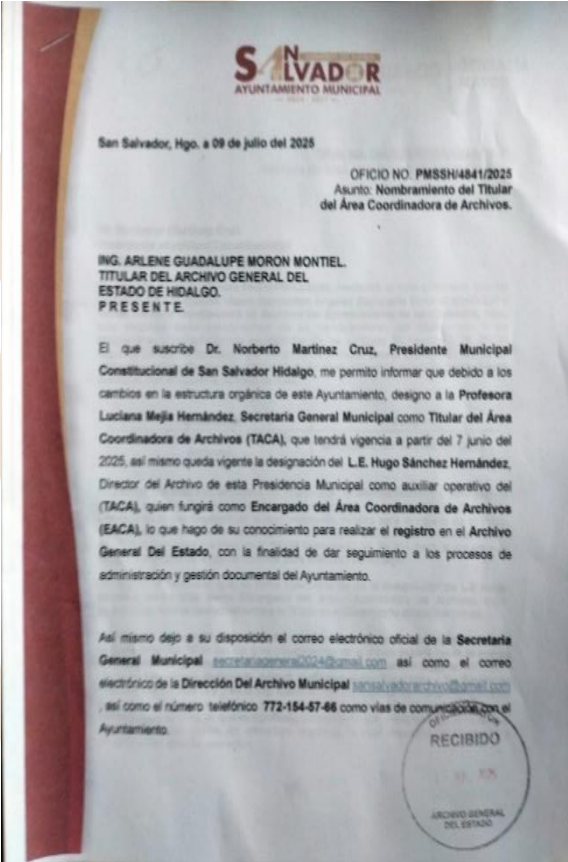 SAN
SALVADOR
AYUNTAMIENTO MUNICIPAL
San Salvador, Hgo. a 09 de julio del 2025
OFICIO NO. PMSSH/4841/2025
Asunto: Nombramiento del Titular
del Área Coordinadora de Archivos.
ING. ARLENE GUADALUPE MORON MONTIEL.
TITULAR DEL ARCHIVO GENERAL DEL
ESTADO DE HIDALGO.
P R E S E N T E.
El que suscribe Dr. Norberto Martinez Cruz, Presidente Municipal
Constitucional de San Salvador Hidalgo, me permito informar que debido a los
cambios en la estructura orgánica de este Ayuntamiento, designo a la Profesora
Luciana Mejia Hernández, Secretaria General Municipal como Titular del Área
Coordinadora de Archivos (TACA), que tendrá vigencia a partir del 7 junio del
2025, así mismo queda vigente la designación del L.E. Hugo Sánchez Hernández,
Director del Archivo de esta Presidencia Municipal como auxiliar operativo del
(TACA), quien fungirá como Encargado del Área Coordinadora de Archivos
(EACA), lo que hago de su conocimiento para realizar el registro en el Archivo
General Del Estado, con la finalidad de dar seguimiento a los procesos de
administración y gestión documental del Ayuntamiento.
Así mismo dejo a su disposición el correo electrónico oficial de la Secretaria
General Municipal secretariageneral2024@gmail.com así como el correo
electrónico de la Dirección Del Archivo Municipal sansalvadorarchivo@gmail.com
, así como el número telefónico 772-154-57-66 como vías de comunicación con el
Ayuntamiento.
RECIBIDO
ARCHIVO GENERAL
DEL ESTADO